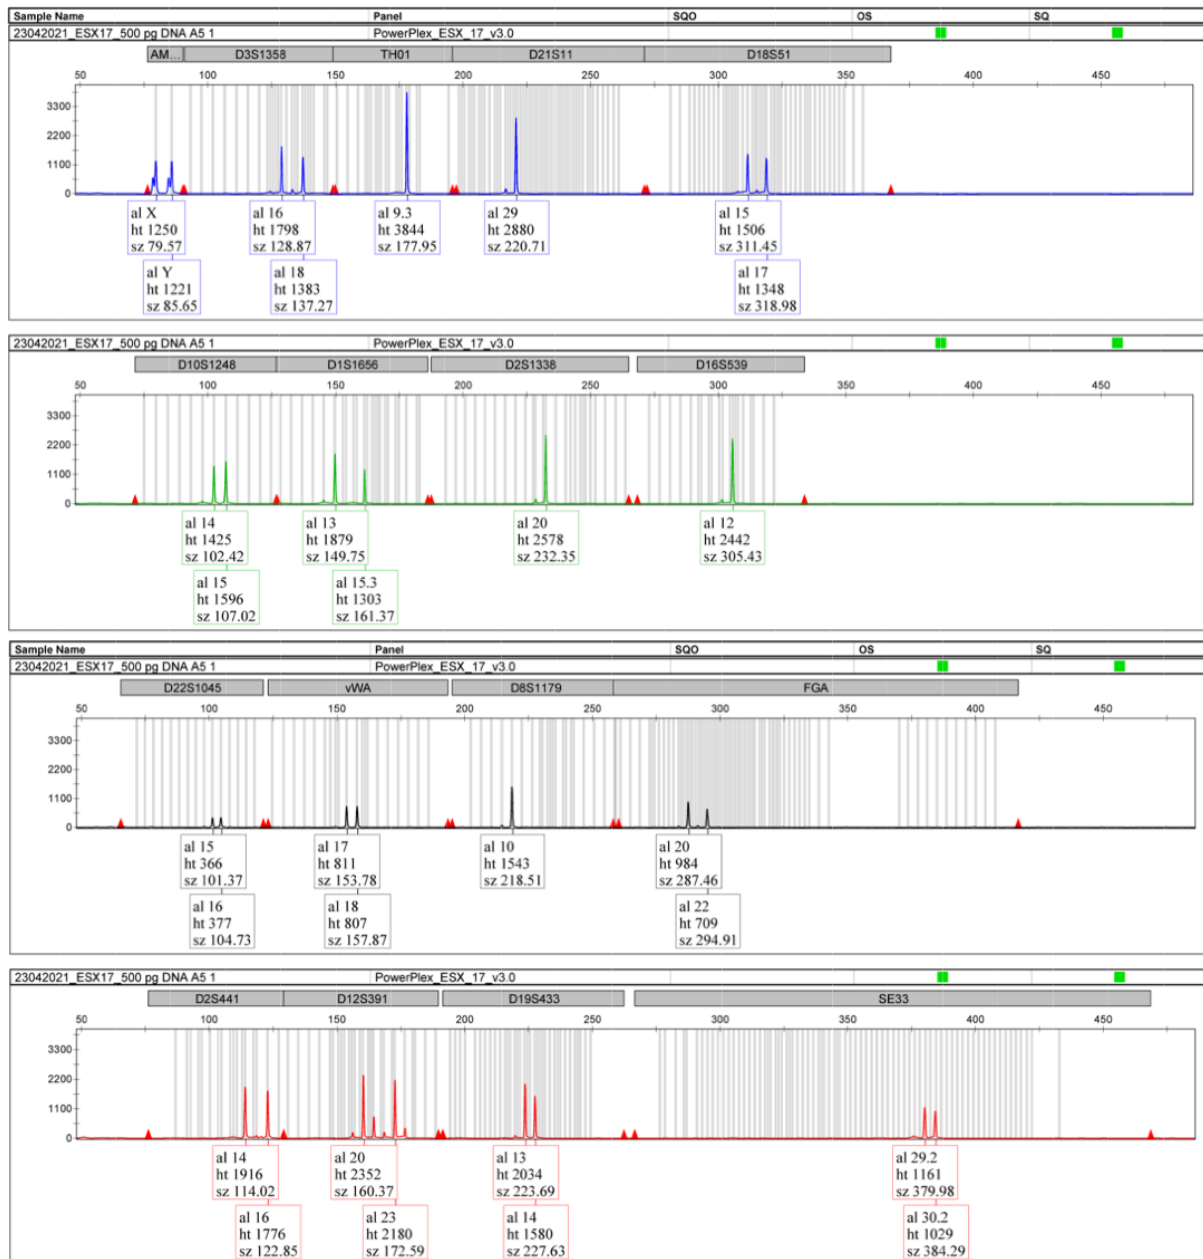 Sample Name Panel SQO OS SQ
23042021_ESX17_500 pg DNA A5 1 PowerPlex_ESX_17_v3.0
AM... D3S1358 TH01 D21S11 D18S51
50 100 150 200 250 300 350 400 450
3300
2200
1100
0
al X
ht 1250
sz 79.57
al Y
ht 1221
sz 85.65
al 16
ht 1798
sz 128.87
al 18
ht 1383
sz 137.27
al 9.3
ht 3844
sz 177.95
al 29
ht 2880
sz 220.71
al 15
ht 1506
sz 311.45
al 17
ht 1348
sz 318.98
23042021_ESX17_500 pg DNA A5 1 PowerPlex_ESX_17_v3.0
D10S1248 D1S1656 D2S1338 D16S539
50 100 150 200 250 300 350 400 450
3300
2200
1100
0
al 14
ht 1425
sz 102.42
al 15
ht 1596
sz 107.02
al 13
ht 1879
sz 149.75
al 15.3
ht 1303
sz 161.37
al 20
ht 2578
sz 232.35
al 12
ht 2442
sz 305.43
Sample Name Panel SQO OS SQ
23042021_ESX17_500 pg DNA A5 1 PowerPlex_ESX_17_v3.0
D22S1045 vWA D8S1179 FGA
50 100 150 200 250 300 350 400 450
3300
2200
1100
0
al 15
ht 366
sz 101.37
al 16
ht 377
sz 104.73
al 17
ht 811
sz 153.78
al 18
ht 807
sz 157.87
al 10
ht 1543
sz 218.51
al 20
ht 984
sz 287.46
al 22
ht 709
sz 294.91
23042021_ESX17_500 pg DNA A5 1 PowerPlex_ESX_17_v3.0
D2S441 D12S391 D19S433 SE33
50 100 150 200 250 300 350 400 450
3300
2200
1100
0
al 14
ht 1916
sz 114.02
al 16
ht 1776
sz 122.85
al 20
ht 2352
sz 160.37
al 23
ht 2180
sz 172.59
al 13
ht 2034
sz 223.69
al 14
ht 1580
sz 227.63
al 29.2
ht 1161
sz 379.98
al 30.2
ht 1029
sz 384.29